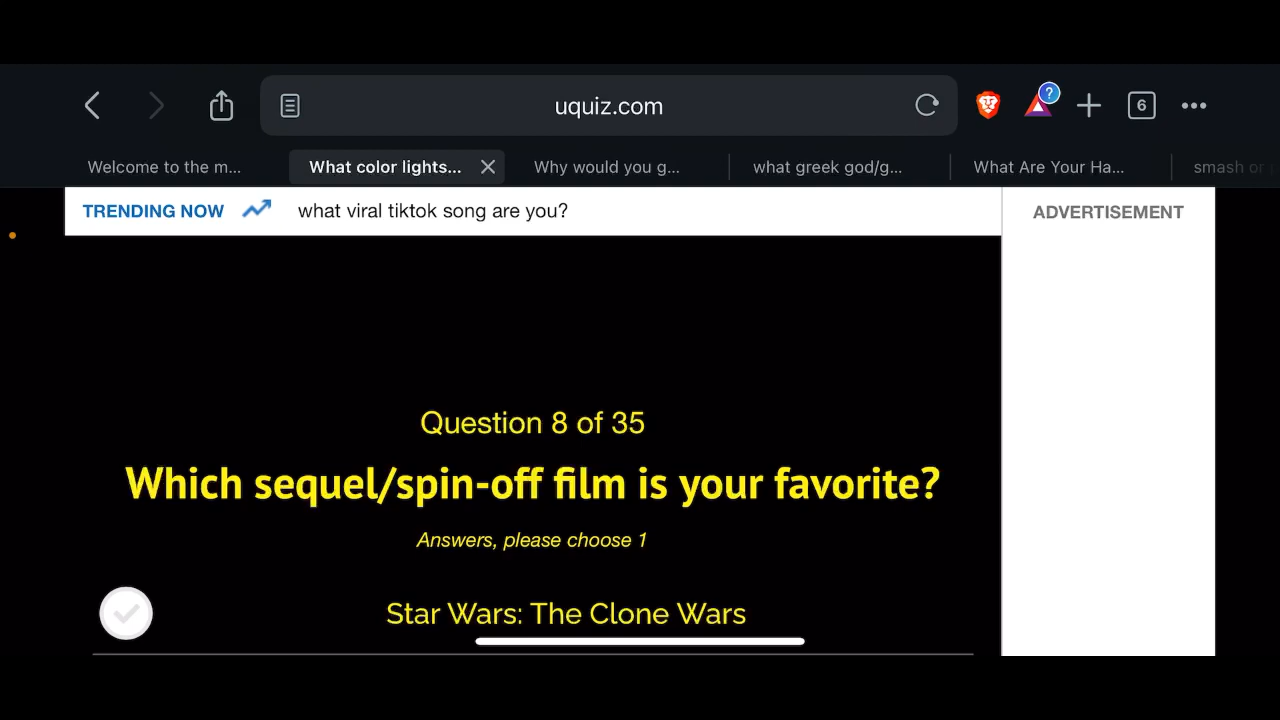 uquiz.com
?
6
Welcome to the m...
What color lights...
Why would you g...
what greek god/g...
What Are Your Ha...
smash or
TRENDING NOW
what viral tiktok song are you?
ADVERTISEMENT
Question 8 of 35
Which sequel/spin-off film is your favorite?
Answers, please choose 1
Star Wars: The Clone Wars